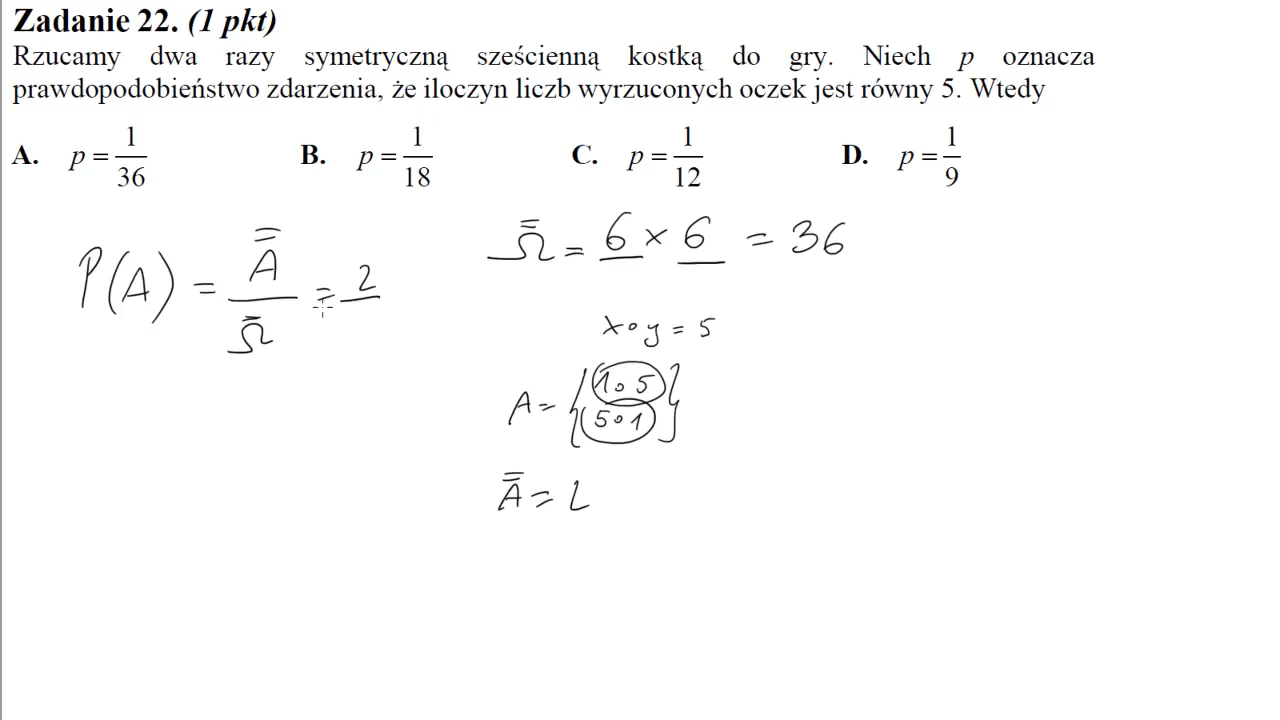 Zadanie 22. (1 pkt)
Rzucamy dwa razy symetryczną sześcienną kostką do gry. Niech p oznacza
prawdopodobieństwo zdarzenia, że iloczyn liczb wyrzuconych oczek jest równy 5. Wtedy
A. p = 1/36 B. p = 1/18 C. p = 1/12 D. p = 1/9
Ω̿ = 6 × 6 = 36
P(A) = A̿/Ω̿ = 2
x∘y = 5
A = {1∘5
5∘1}
A̿ = 2